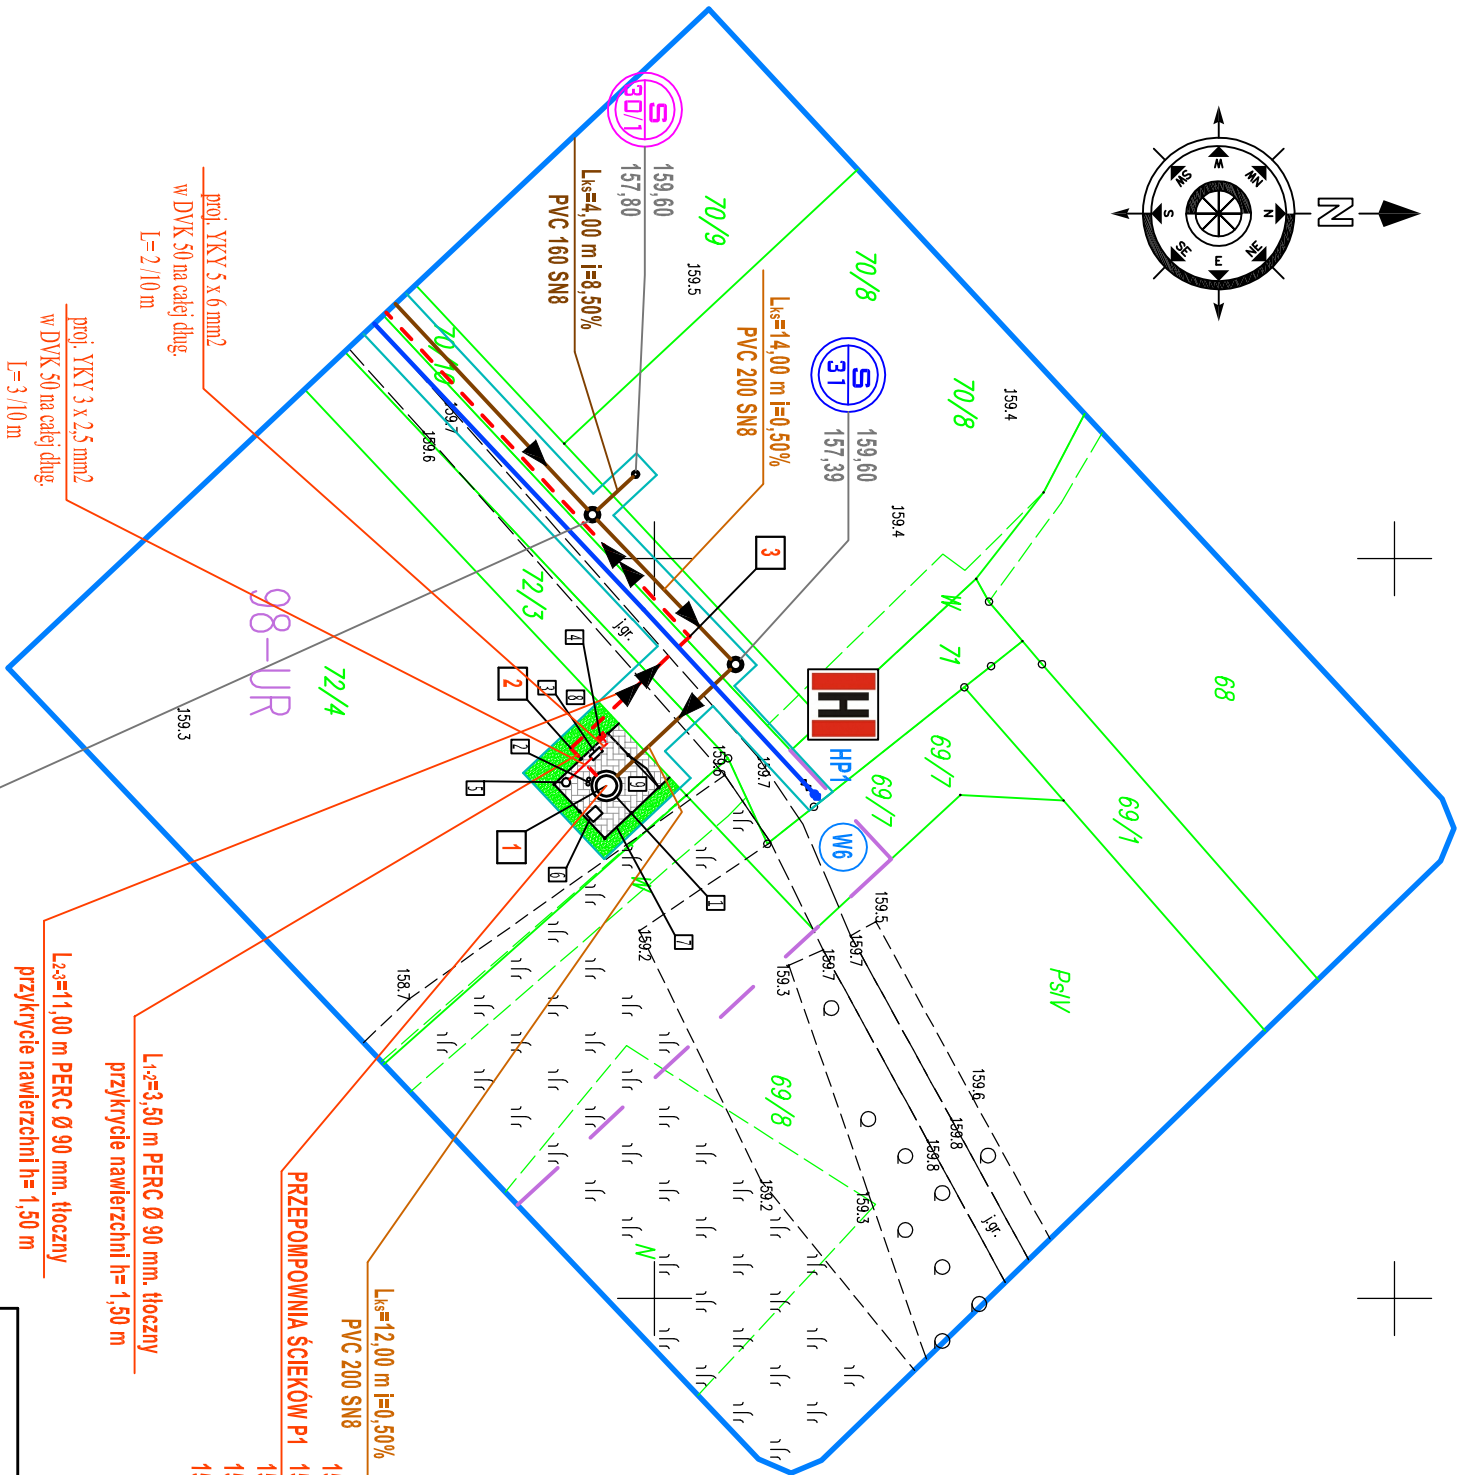 N
N
NE
E
SE
S
SW
W
NW
S
30/1
159,60
157,80
Lks=4,00 m i=8,50%
PVC 160 SN8
70/9
159.5
70/8
Lks=14,00 m i=0,50%
PVC 200 SN8
S
31
159,60
157,39
70/8
159.4
159.4
proj. YKY 5 x 6 mm2
w DVK 50 na całej dług.
L= 2 /10 m
proj. YKY 3 x 2,5 mm2
w DVK 50 na całej dług.
L= 3 /10 m
159.7
159.6
72/3
j.gr.
3
98-UR
72/4
159.3
4
2
3
8
2
5
9
1
6
1
7
H
HP1
W6
W
71
68
69/7
69/7
69/1
159.6
159.7
W
159.5
159.7
159.7
159.3
159.2
158.7
PsIV
69/8
159.6
159.8
159.8
159.3
159.2
j.gr.
N
L2-3=11,00 m PERC Ø 90 mm. tłoczny
przykrycie nawierzchni h= 1,50 m
L1-2=3,50 m PERC Ø 90 mm. tłoczny
przykrycie nawierzchni h= 1,50 m
PRZEPOMPOWNIA ŚCIEKÓW P1
Lks=12,00 m i=0,50%
PVC 200 SN8